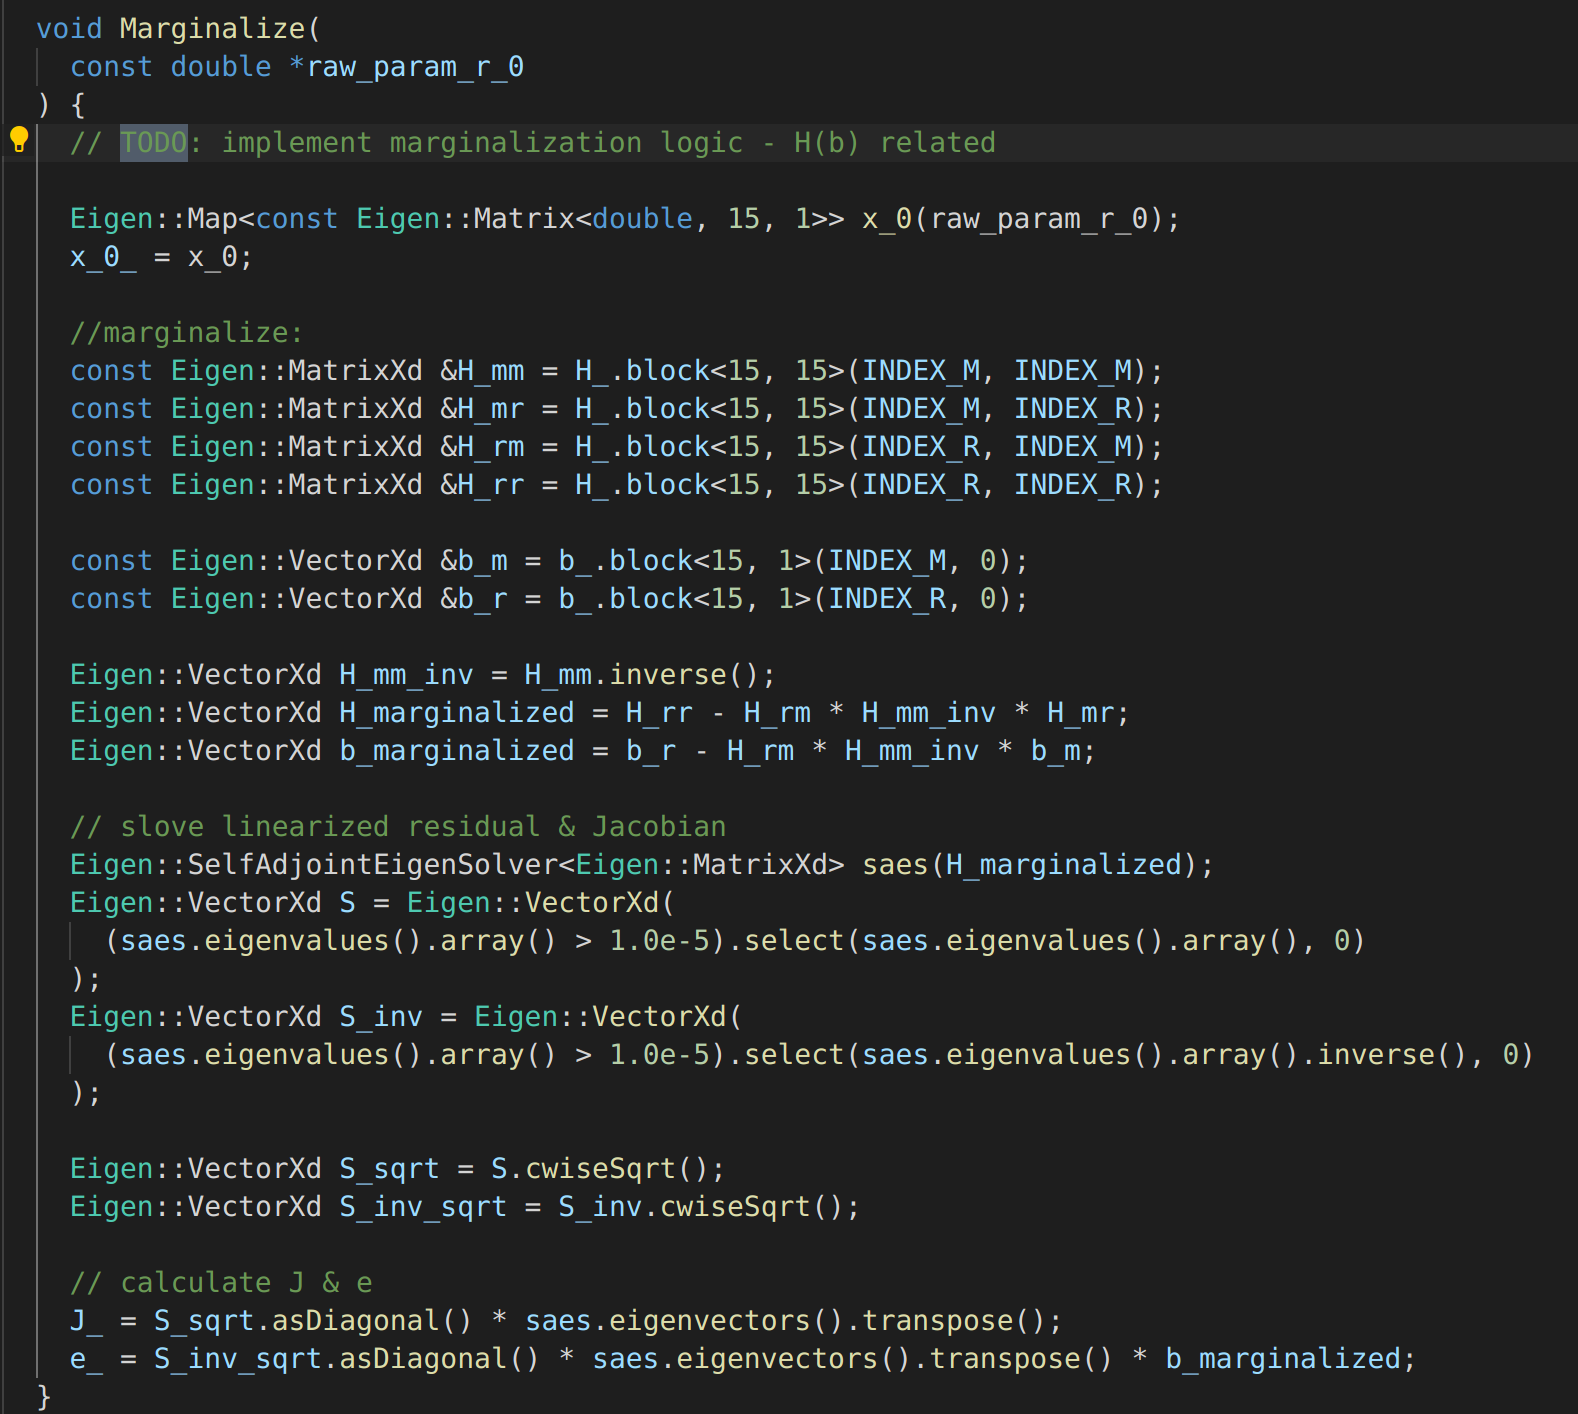 void Marginalize(
const double *raw_param_r_0
) {
// TODO: implement marginalization logic - H(b) related
Eigen::Map<const Eigen::Matrix<double, 15, 1>> x_0(raw_param_r_0);
x_0_ = x_0;
//marginalize:
const Eigen::MatrixXd &H_mm = H_.block<15, 15>(INDEX_M, INDEX_M);
const Eigen::MatrixXd &H_mr = H_.block<15, 15>(INDEX_M, INDEX_R);
const Eigen::MatrixXd &H_rm = H_.block<15, 15>(INDEX_R, INDEX_M);
const Eigen::MatrixXd &H_rr = H_.block<15, 15>(INDEX_R, INDEX_R);
const Eigen::VectorXd &b_m = b_.block<15, 1>(INDEX_M, 0);
const Eigen::VectorXd &b_r = b_.block<15, 1>(INDEX_R, 0);
Eigen::VectorXd H_mm_inv = H_mm.inverse();
Eigen::VectorXd H_marginalized = H_rr - H_rm * H_mm_inv * H_mr;
Eigen::VectorXd b_marginalized = b_r - H_rm * H_mm_inv * b_m;
// slove linearized residual & Jacobian
Eigen::SelfAdjointEigenSolver<Eigen::MatrixXd> saes(H_marginalized);
Eigen::VectorXd S = Eigen::VectorXd(
(saes.eigenvalues().array() > 1.0e-5).select(saes.eigenvalues().array(), 0)
);
Eigen::VectorXd S_inv = Eigen::VectorXd(
(saes.eigenvalues().array() > 1.0e-5).select(saes.eigenvalues().array().inverse(), 0)
);
Eigen::VectorXd S_sqrt = S.cwiseSqrt();
Eigen::VectorXd S_inv_sqrt = S_inv.cwiseSqrt();
// calculate J & e
J_ = S_sqrt.asDiagonal() * saes.eigenvectors().transpose();
e_ = S_inv_sqrt.asDiagonal() * saes.eigenvectors().transpose() * b_marginalized;
}